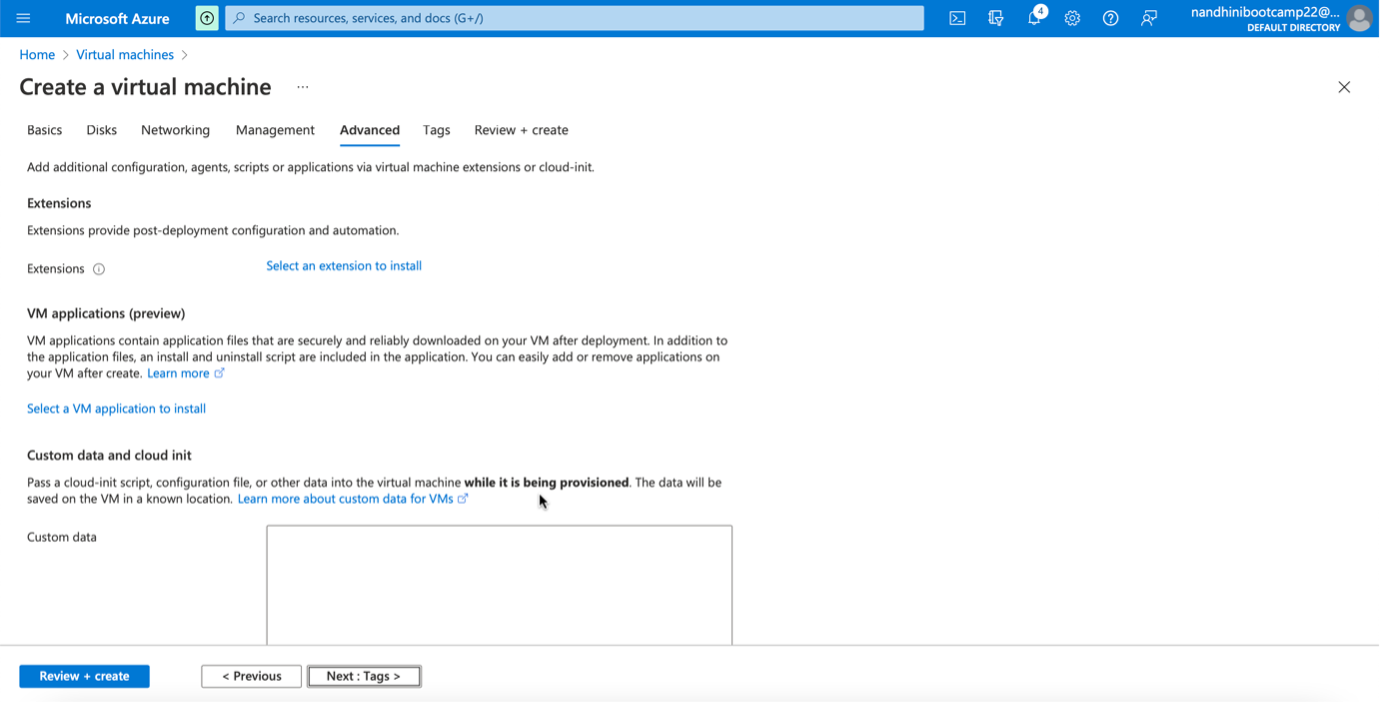 Microsoft Azure
Search resources, services, and docs (G+/)
4
nandhinibootcamp22@...
DEFAULT DIRECTORY
Home > Virtual machines >
Create a virtual machine ...
Basics Disks Networking Management Advanced Tags Review + create
Add additional configuration, agents, scripts or applications via virtual machine extensions or cloud-init.
Extensions
Extensions provide post-deployment configuration and automation.
Extensions
Select an extension to install
VM applications (preview)
VM applications contain application files that are securely and reliably downloaded on your VM after deployment. In addition to
the application files, an install and uninstall script are included in the application. You can easily add or remove applications on
your VM after create. Learn more
Select a VM application to install
Custom data and cloud init
Pass a cloud-init script, configuration file, or other data into the virtual machine while it is being provisioned. The data will be
saved on the VM in a known location. Learn more about custom data for VMs
Custom data
Review + create
< Previous
Next : Tags >